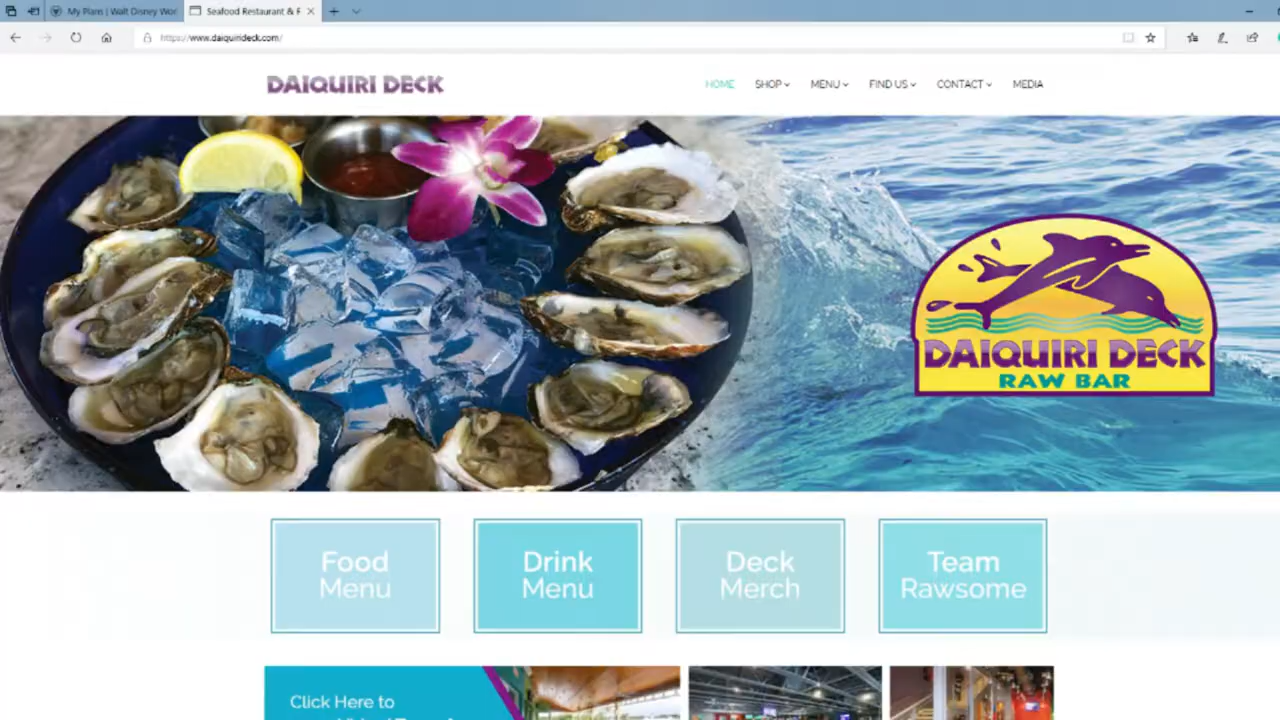 My Plans | Walt Disney Wor
Seafood Restaurant & F
https://www.daiquirideck.com/
DAIQUIRI DECK
HOME SHOP MENU FIND US CONTACT MEDIA
DAIQUIRI DECK
RAW BAR
Food
Menu
Drink
Menu
Deck
Merch
Team
Rawsome
Click Here to